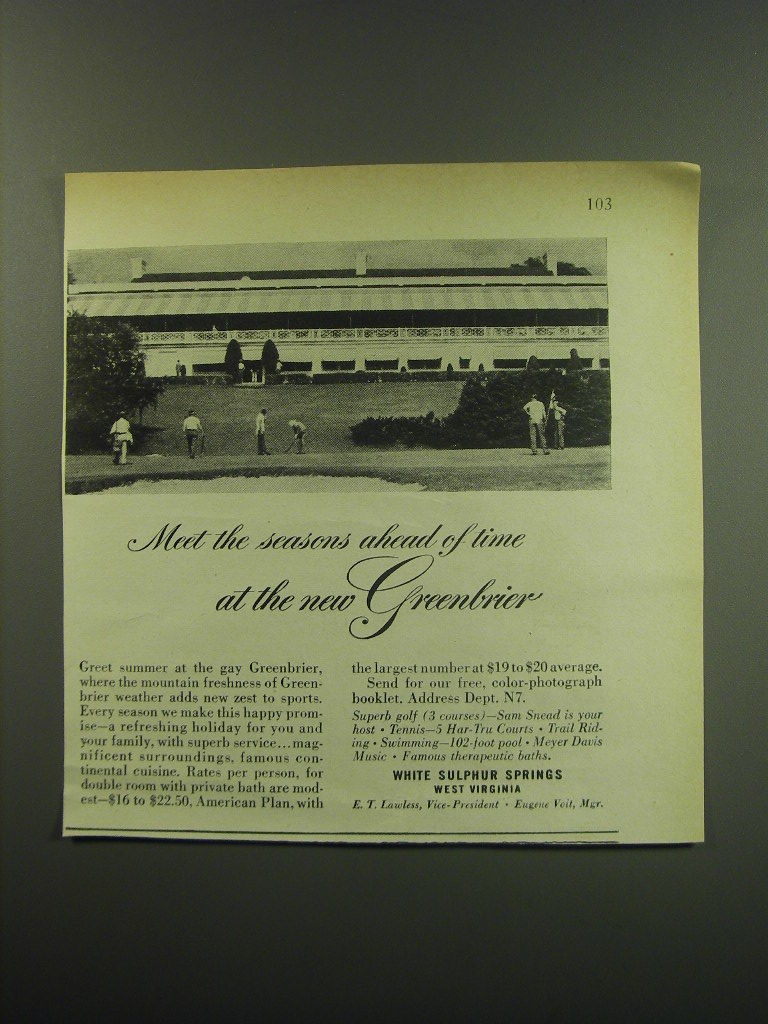 103
Meet the seasons ahead of time
at the new Greenbrier
Greet summer at the gay Greenbrier,
where the mountain freshness of Green-
brier weather adds new zest to sports.
Every season we make this happy prom-
ise—a refreshing holiday for you and
your family, with superb service...mag-
nificent surroundings, famous con-
tinental cuisine. Rates per person, for
double room with private bath are mod-
est—$16 to $22.50, American Plan, with
the largest number at $19 to $20 average.
Send for our free, color-photograph
booklet. Address Dept. N7.
Superb golf (3 courses)—Sam Snead is your
host • Tennis—5 Har-Tru Courts • Trail Rid-
ing • Swimming—102-foot pool • Meyer Davis
Music • Famous therapeutic baths.
WHITE SULPHUR SPRINGS
WEST VIRGINIA
E. T. Lawless, Vice-President • Eugene Voit, Mgr.